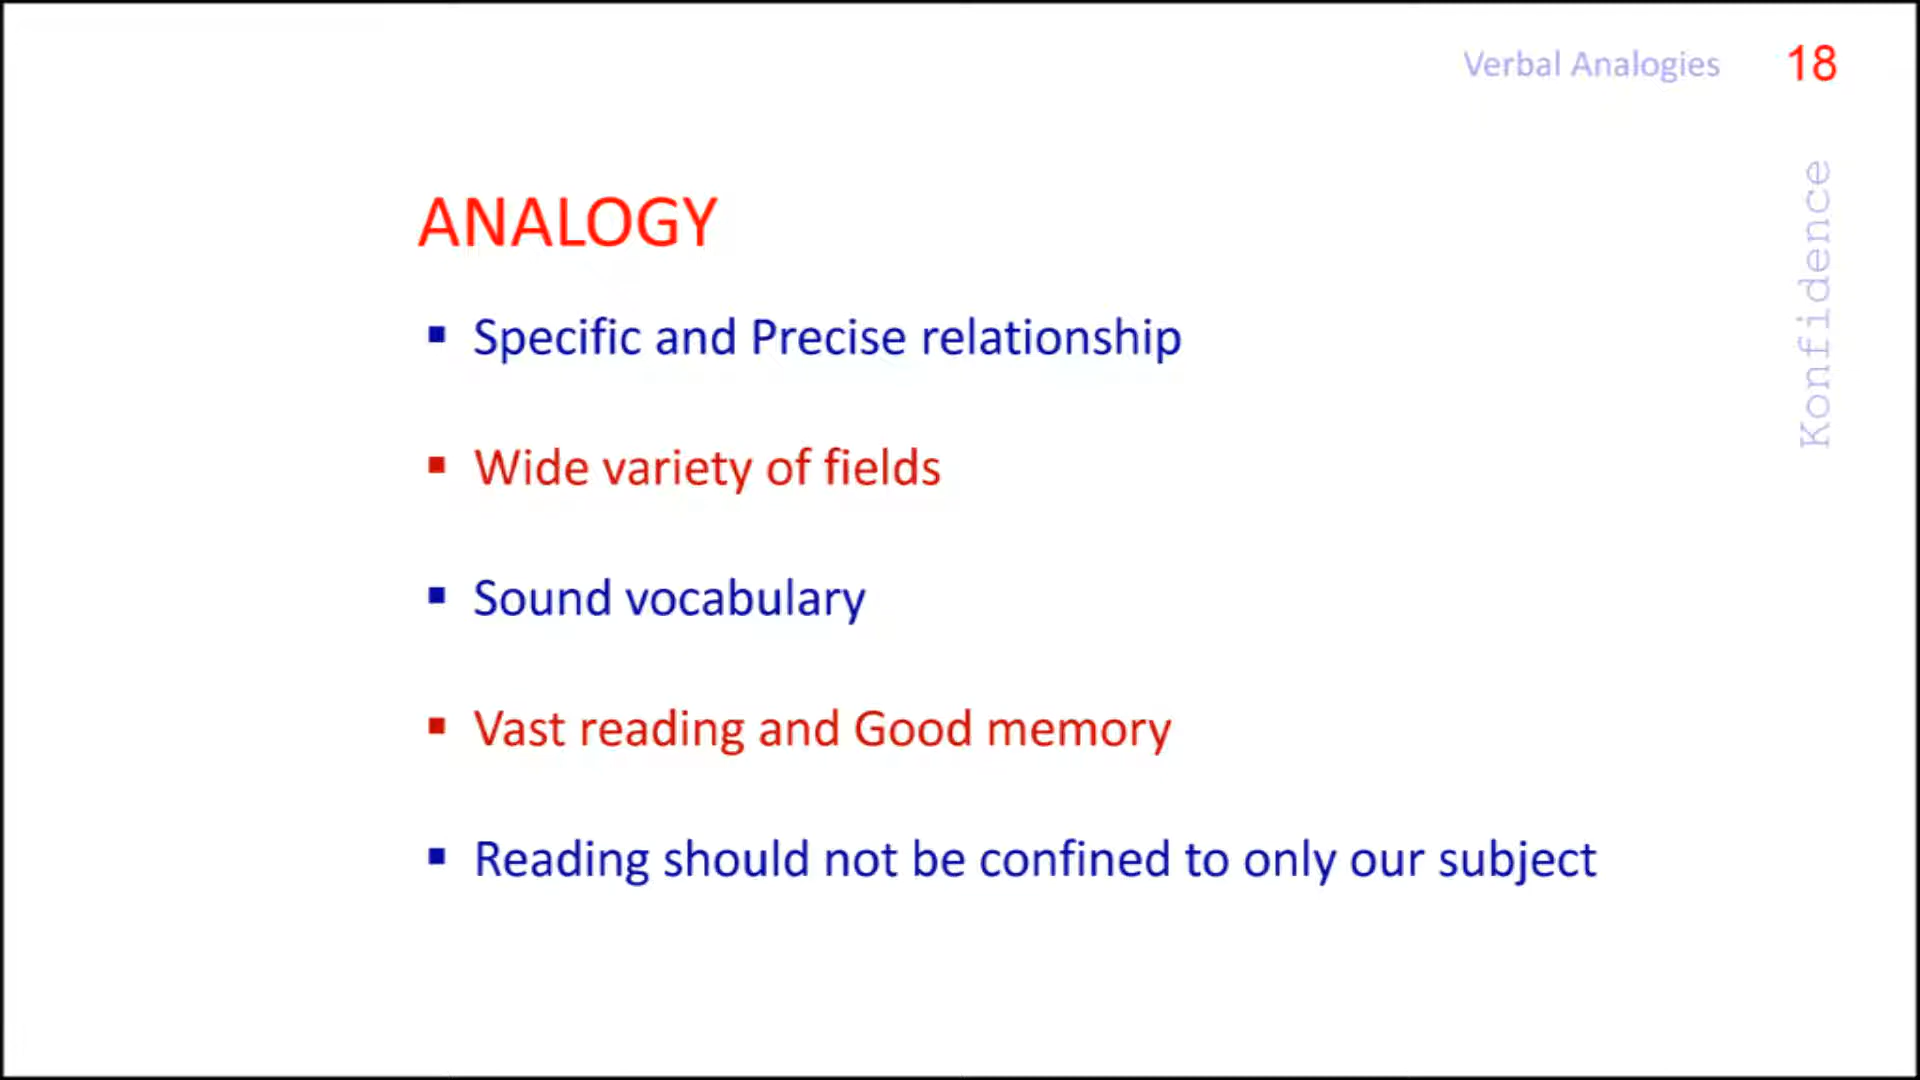 Verbal Analogies 18
Konfidence
ANALOGY
▪ Specific and Precise relationship
▪ Wide variety of fields
▪ Sound vocabulary
▪ Vast reading and Good memory
▪ Reading should not be confined to only our subject